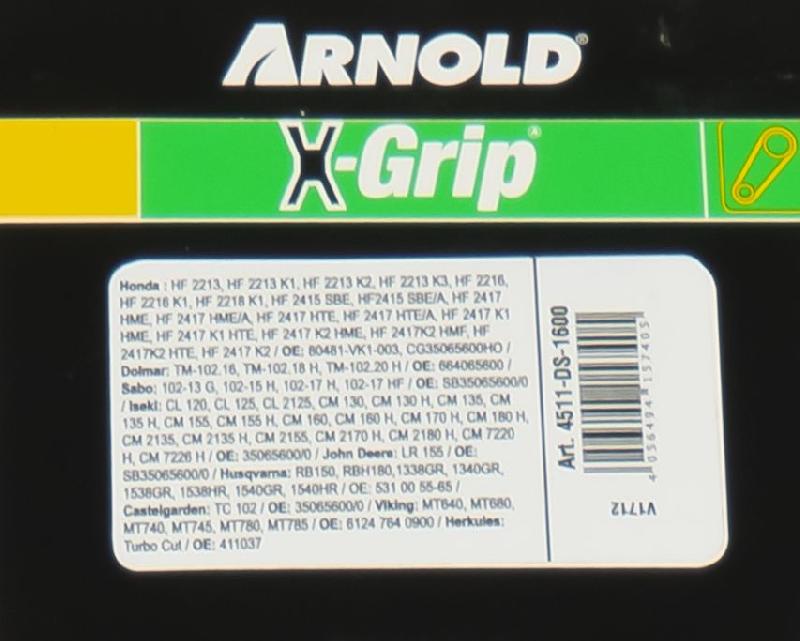 ARNOLD®
X-Grip®
Honda : HF 2213, HF 2213 K1, HF 2213 K2, HF 2213 K3, HF 2216,
HF 2216 K1, HF 2218 K1, HF 2415 SBE, HF2415 SBE/A, HF 2417
HME, HF 2417 HME/A, HF 2417 HTE, HF 2417 HTE/A, HF 2417 K1
HME, HF 2417 K1 HTE, HF 2417 K2 HME, HF 2417K2 HMF, HF
2417K2 HTE, HF 2417 K2 / OE: 80481-VK1-003, CG35065600HO /
Dolmar: TM-102.16, TM-102.18 H, TM-102.20 H / OE: 664065600 /
Sabo: 102-13 G, 102-15 H, 102-17 H, 102-17 HF / OE: SB35065600/0
/ Iseki: CL 120, CL 125, CL 2125, CM 130, CM 130 H, CM 135, CM
135 H, CM 155, CM 155 H, CM 160, CM 160 H, CM 170 H, CM 180 H,
CM 2135, CM 2135 H, CM 2155, CM 2170 H, CM 2180 H, CM 7220
H, CM 7226 H / OE: 35065600/0 / John Deere: LR 155 / OE:
SB35065600/0 / Husqvarna: RB150, RBH180,1338GR, 1340GR,
1538GR, 1538HR, 1540GR, 1540HR / OE: 531 00 55-65 /
Castelgarden: TC 102 / OE: 35065600/0 / Viking: MT640, MT680,
MT740, MT745, MT780, MT785 / OE: 6124 764 0900 / Herkules:
Turbo Cut / OE: 411037
Art. 4511-DS-1600
4 036494 157405
V1712